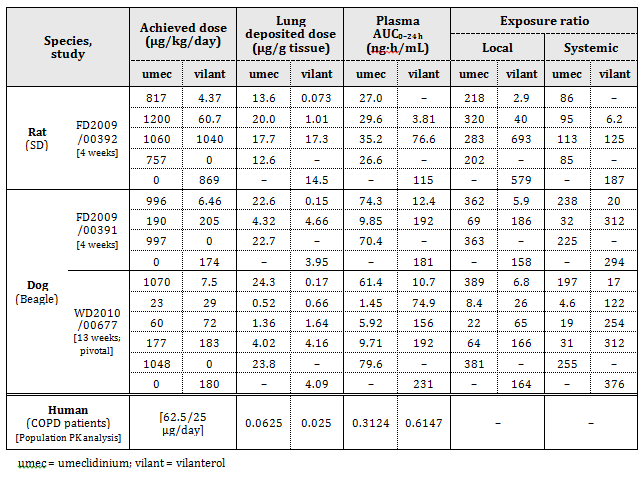 Species, study | Achieved dose (µg/kg/day) | Lung deposited dose (µg/g tissue) | Plasma AUC0–24 h (ng·h/mL) | Exposure ratio
Local | Systemic
umec | vilant | umec | vilant | umec | vilant | umec | vilant | umec | vilant
Rat (SD) | FD2009/00392 [4 weeks]
817 | 4.37 | 13.6 | 0.073 | 27.0 | – | 218 | 2.9 | 86 | –
1200 | 60.7 | 20.0 | 1.01 | 29.6 | 3.81 | 320 | 40 | 95 | 6.2
1060 | 1040 | 17.7 | 17.3 | 35.2 | 76.6 | 283 | 693 | 113 | 125
757 | 0 | 12.6 | – | 26.6 | – | 202 | – | 85 | –
0 | 869 | – | 14.5 | – | 115 | – | 579 | – | 187
Dog (Beagle) | FD2009/00391 [4 weeks]
996 | 6.46 | 22.6 | 0.15 | 74.3 | 12.4 | 362 | 5.9 | 238 | 20
190 | 205 | 4.32 | 4.66 | 9.85 | 192 | 69 | 186 | 32 | 312
997 | 0 | 22.7 | – | 70.4 | – | 363 | – | 225 | –
0 | 174 | – | 3.95 | – | 181 | – | 158 | – | 294
WD2010/00677 [13 weeks; pivotal]
1070 | 7.5 | 24.3 | 0.17 | 61.4 | 10.7 | 389 | 6.8 | 197 | 17
23 | 29 | 0.52 | 0.66 | 1.45 | 74.9 | 8.4 | 26 | 4.6 | 122
60 | 72 | 1.36 | 1.64 | 5.92 | 156 | 22 | 65 | 19 | 254
177 | 183 | 4.02 | 4.16 | 9.71 | 192 | 64 | 166 | 31 | 312
1048 | 0 | 23.8 | – | 79.6 | – | 381 | – | 255 | –
0 | 180 | – | 4.09 | – | 231 | – | 164 | – | 376
Human (COPD patients) [Population PK analysis] | [62.5/25 µg/day] | 0.0625 | 0.025 | 0.3124 | 0.6147 | – | –
umec = umeclidinium; vilant = vilanterol